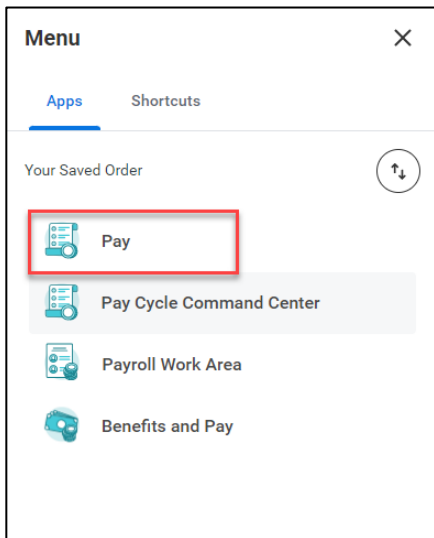 Menu
Apps Shortcuts
Your Saved Order
Pay
Pay Cycle Command Center
Payroll Work Area
Benefits and Pay